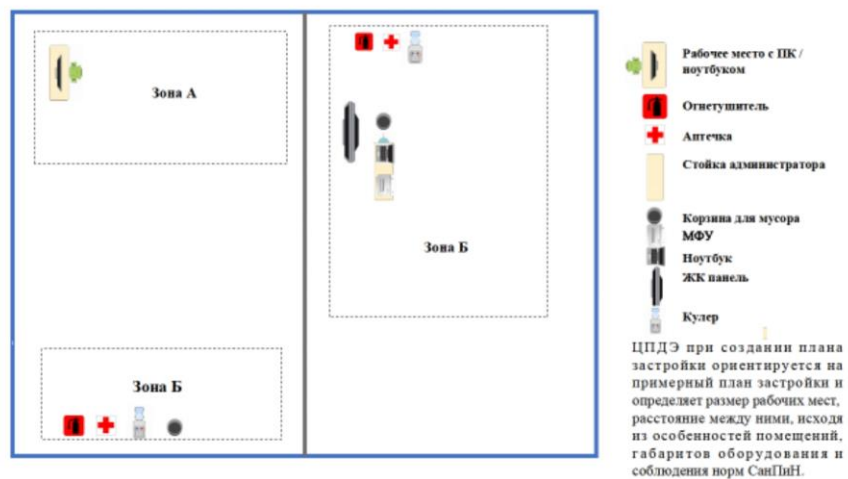 Зона А
Зона Б
Зона Б
Рабочее место с ПК /
ноутбуком
Огнетушитель
Аптечка
Стойка администратора
Корзина для мусора
МФУ
Ноутбук
ЖК панель
Кулер
ЦПДЭ при создании плана
застройки ориентируется на
примерный план застройки и
определяет размер рабочих мест,
расстояние между ними, исходя
из особенностей помещений,
габаритов оборудования и
соблюдения норм СанПиН.